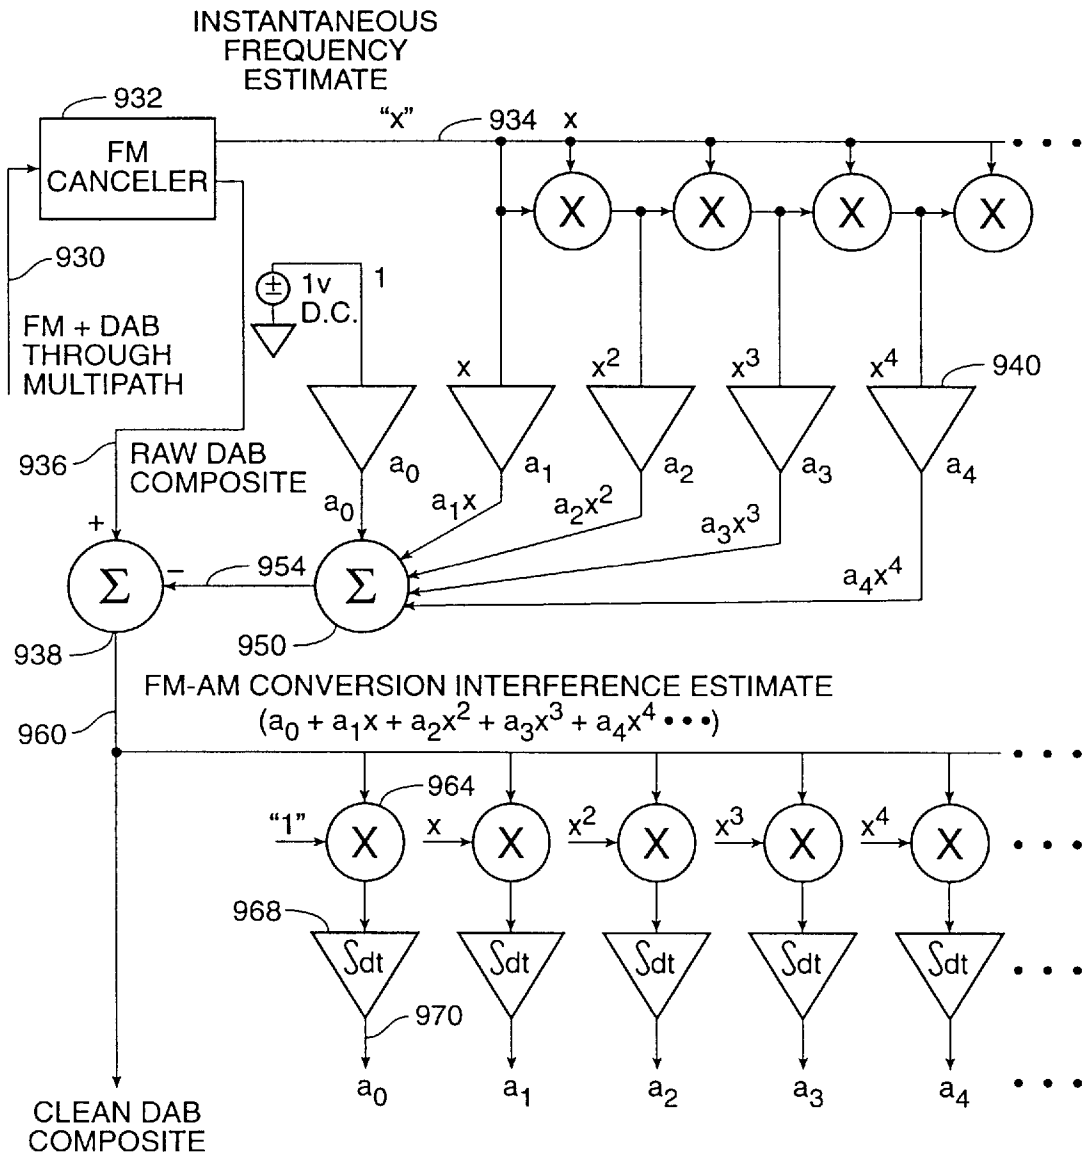 INSTANTANEOUS
FREQUENCY
ESTIMATE
932
"x"
934
x
FM
CANCELER
X X X X
930
1v
D.C.
1
FM + DAB
THROUGH
MULTIPATH
x x² x³ x⁴
940
936
RAW DAB
COMPOSITE
a₀ a₁ a₂ a₃ a₄
a₀ a₁x a₂x² a₃x³ a₄x⁴
+
Σ
−
954
Σ
938
950
960
FM-AM CONVERSION INTERFERENCE ESTIMATE
(a₀ + a₁x + a₂x² + a₃x³ + a₄x⁴ •••)
964
"1" X x X x² X x³ X x⁴ X
968
∫dt ∫dt ∫dt ∫dt ∫dt
970
a₀ a₁ a₂ a₃ a₄
CLEAN DAB
COMPOSITE